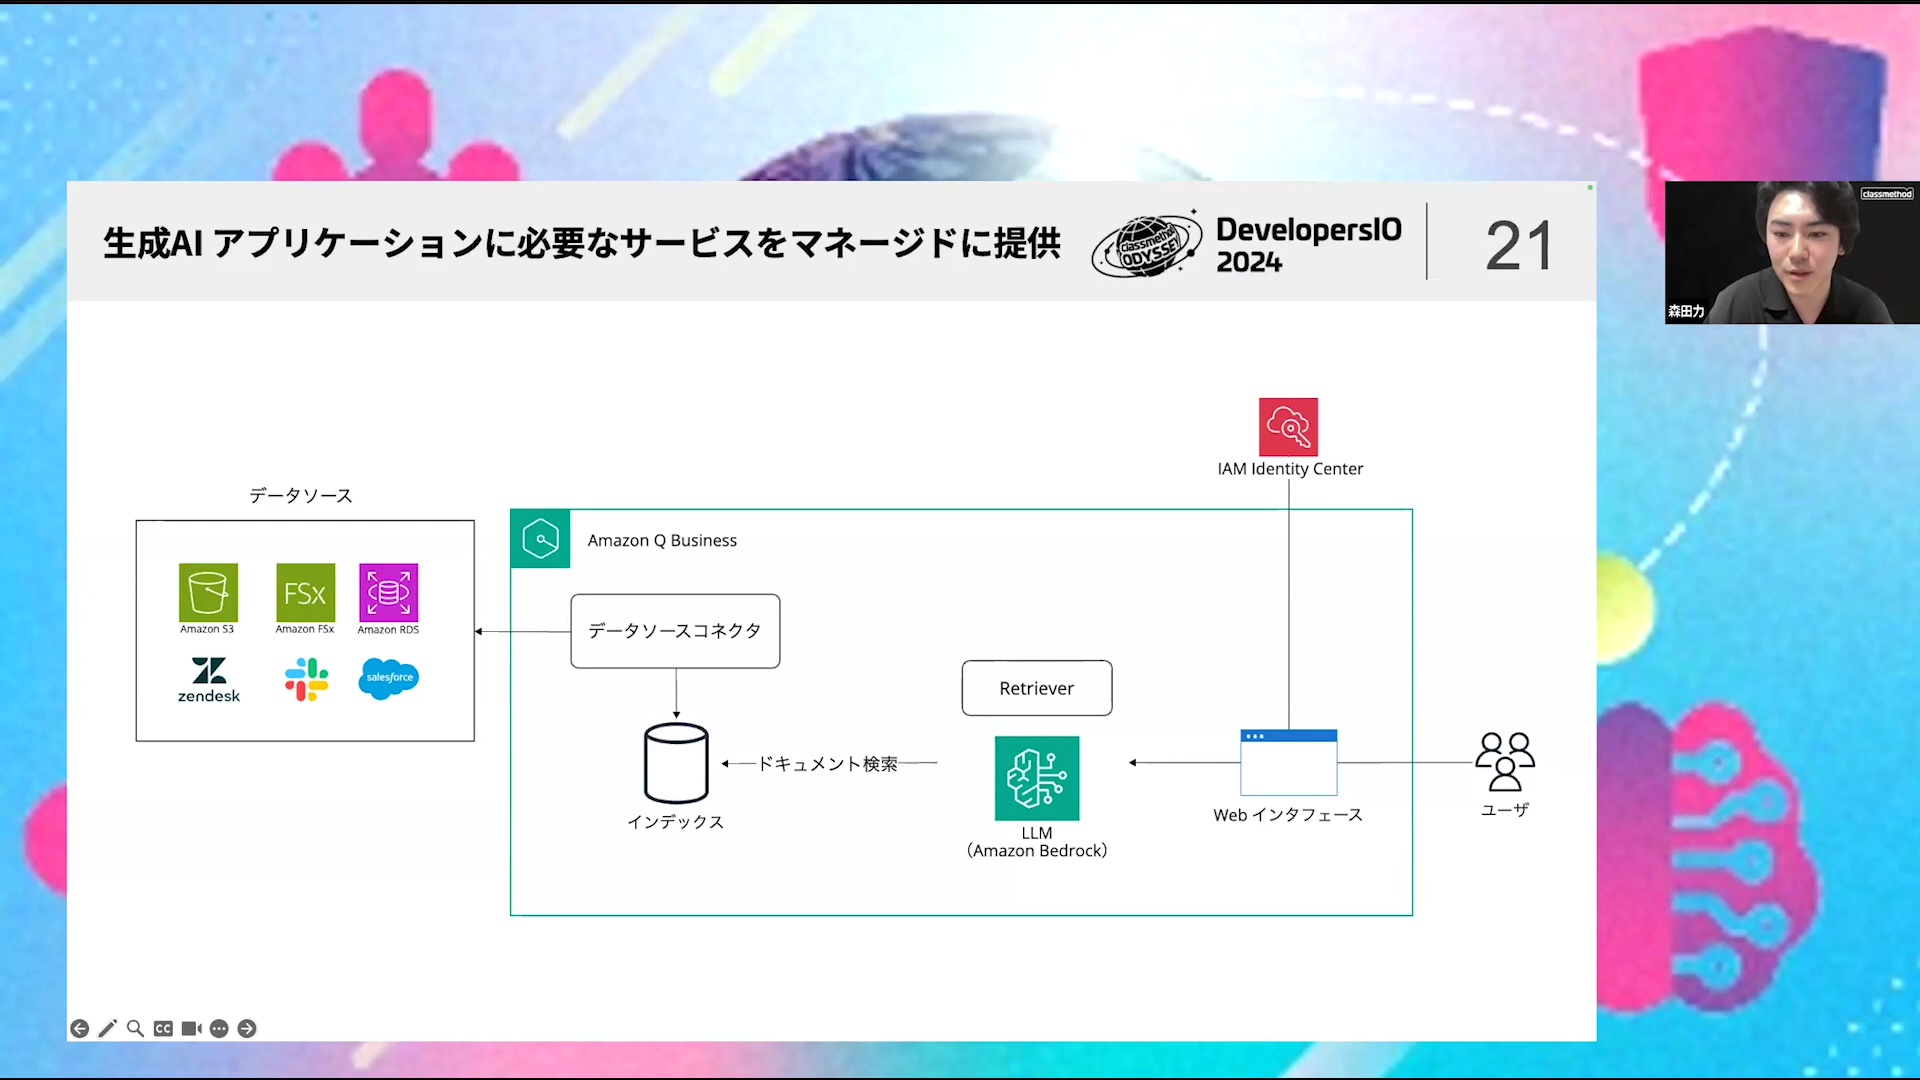 生成AI アプリケーションに必要なサービスをマネージドに提供
classmethod
ODYSSEY
DevelopersIO
2024
21
classmethod
森田力
IAM Identity Center
データソース
Amazon Q Business
Amazon S3
FSx
Amazon FSx
Amazon RDS
zendesk
salesforce
データソースコネクタ
Retriever
ドキュメント検索
インデックス
LLM
（Amazon Bedrock）
Web インタフェース
ユーザ
CC